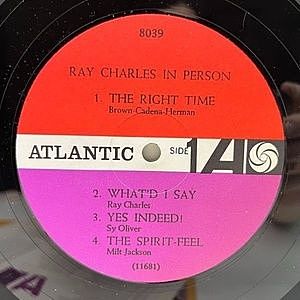 8039
RAY CHARLES IN PERSON
1. THE RIGHT TIME
Brown-Cadena-Herman
ATLANTIC SIDE 1 A
2. WHAT'D I SAY
Ray Charles
3. YES INDEED!
Sy Oliver
4. THE SPIRIT-FEEL
Milt Jackson
(11681)